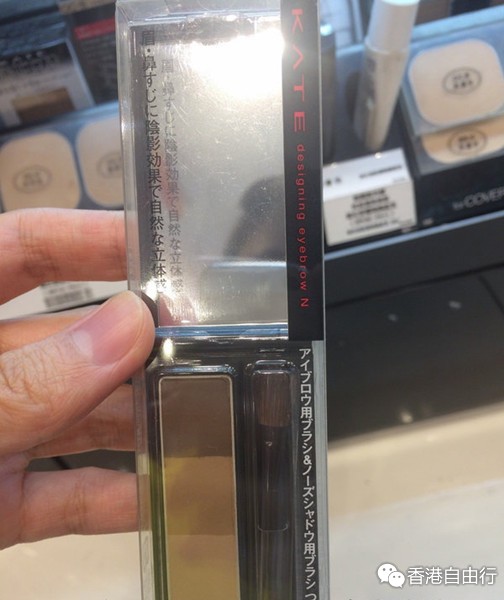 KATE designing eyebrow N
眉・鼻すじに陰影効果で自然な立体感
アイブロウ用ブラシ&ノーズシャドウ用ブラシつ
for COVER
香港自由行